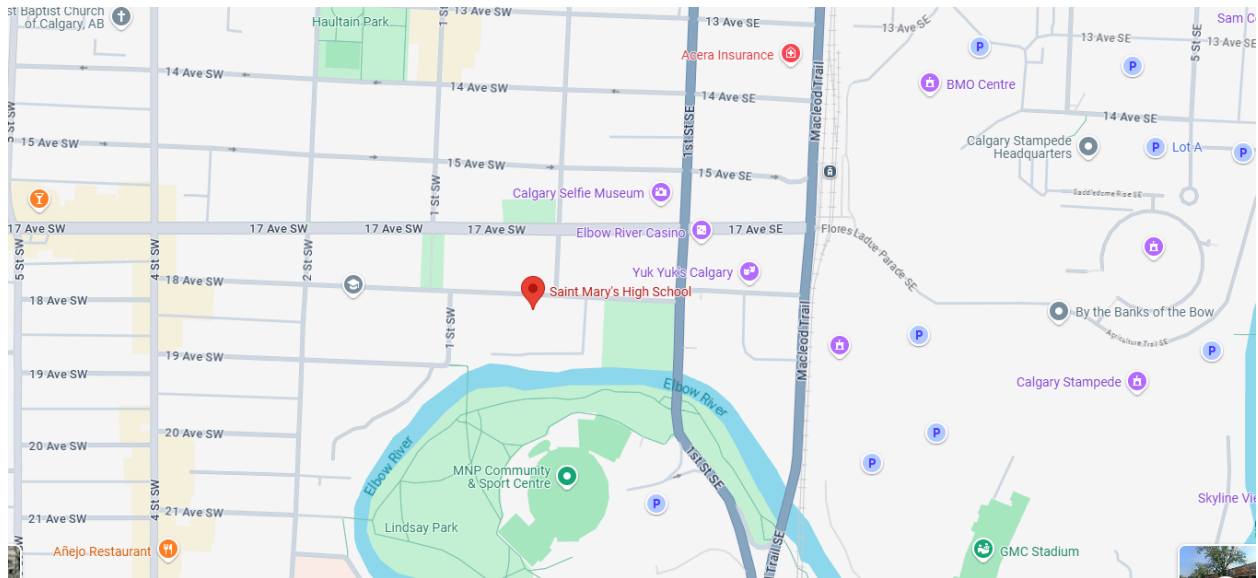 st Baptist Church
of Calgary, AB
Haultain Park
13 Ave SE
13 Ave SE
13 Ave SE
13 Ave SE
Sam
5 St SE
Acera Insurance
Macleod Trail
BMO Centre
14 Ave SW
14 Ave SW
14 Ave SE
14 Ave SE
1st St SE
Calgary Stampede
Headquarters
Lot A
15 Ave SW
15 Ave SW
15 Ave SE
1 St SW
Calgary Selfie Museum
Saddledome Rise SE
17 Ave SW
17 Ave SW
17 Ave SW
17 Ave SW
Elbow River Casino
17 Ave SE
Flores Ladue Parade SE
5 St SW
4 St SW
2 St SW
Yuk Yuk's Calgary
18 Ave SW
18 Ave SW
Saint Mary's High School
By the Banks of the Bow
Agriculture Trail SE
1 St SW
Macleod Trail
19 Ave SW
19 Ave SW
Elbow River
Calgary Stampede
20 Ave SW
20 Ave SW
Elbow River
1st St SE
MNP Community
& Sport Centre
4 St SW
21 Ave SW
21 Ave SW
Lindsay Park
Skyline
Añejo Restaurant
Trail SE
GMC Stadium
P
P
P
P
P
P
P
P
P